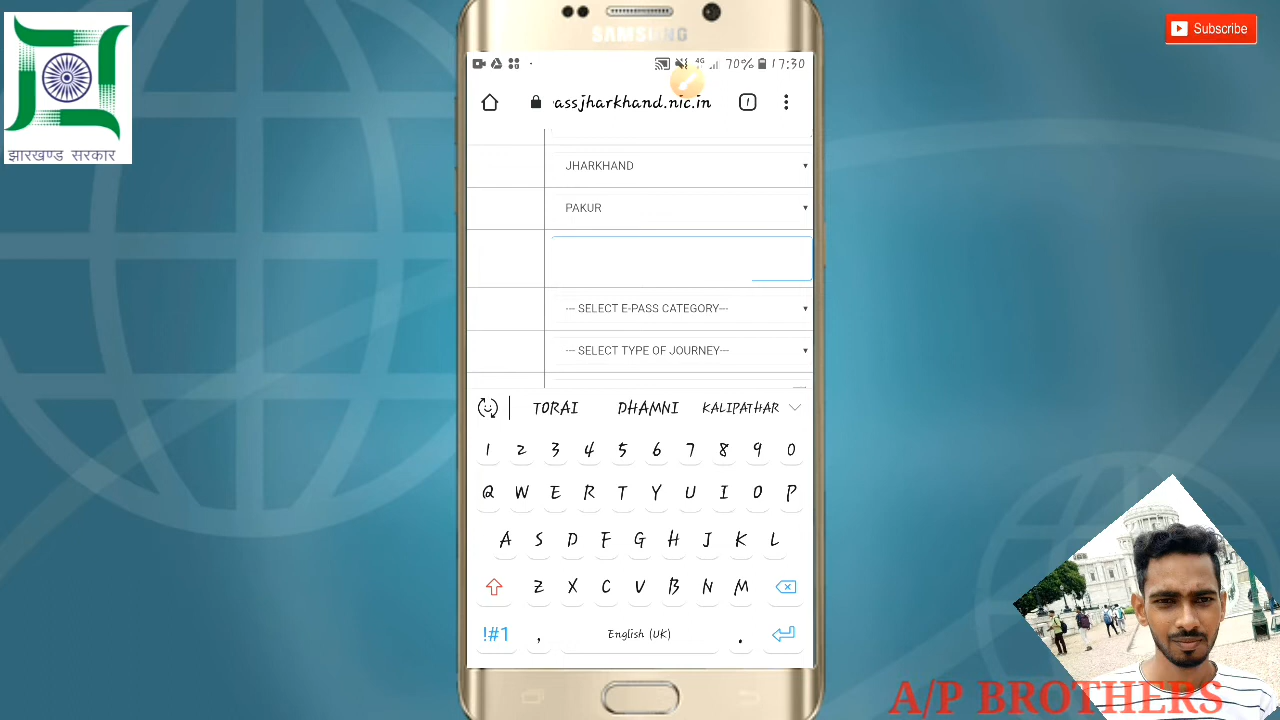 Subscribe
SAMSUNG
4G 70% 17:30
assjharkhand.nic.in
झारखण्ड सरकार
JHARKHAND
PAKUR
--- SELECT E-PASS CATEGORY---
--- SELECT TYPE OF JOURNEY---
TORAI DHAMNI KALIPATHAR
1 2 3 4 5 6 7 8 9 0
Q W E R T Y U I O P
A S D F G H J K L
Z X C V B N M
!#1 , English (UK) .
A/P BROTHERS